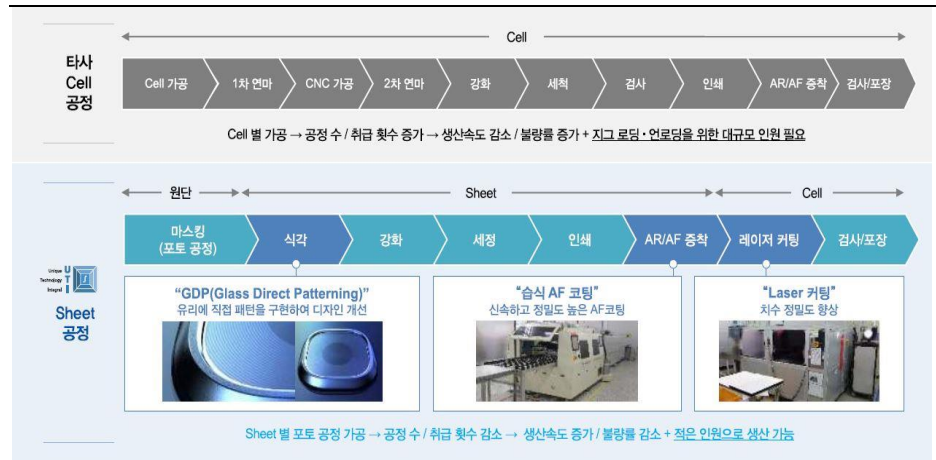 타사
Cell
공정
Cell
Cell 가공
1차 연마
CNC 가공
2차 연마
강화
세척
검사
인쇄
AR/AF 증착
검사/포장
Cell 별 가공 → 공정 수 / 취급 횟수 증가 → 생산속도 감소 / 불량률 증가 + 지그 로딩·언로딩을 위한 대규모 인원 필요
Unique U
Technology T
Integral I
Sheet
공정
원단
Sheet
Cell
마스킹
(포토 공정)
식각
강화
세정
인쇄
AR/AF 증착
레이저 커팅
검사/포장
“GDP(Glass Direct Patterning)”
유리에 직접 패턴을 구현하여 디자인 개선
“습식 AF 코팅”
신속하고 정밀도 높은 AF코팅
“Laser 커팅”
치수 정밀도 향상
Sheet 별 포토 공정 가공 → 공정 수 / 취급 횟수 감소 → 생산속도 증가 / 불량률 감소 + 적은 인원으로 생산 가능